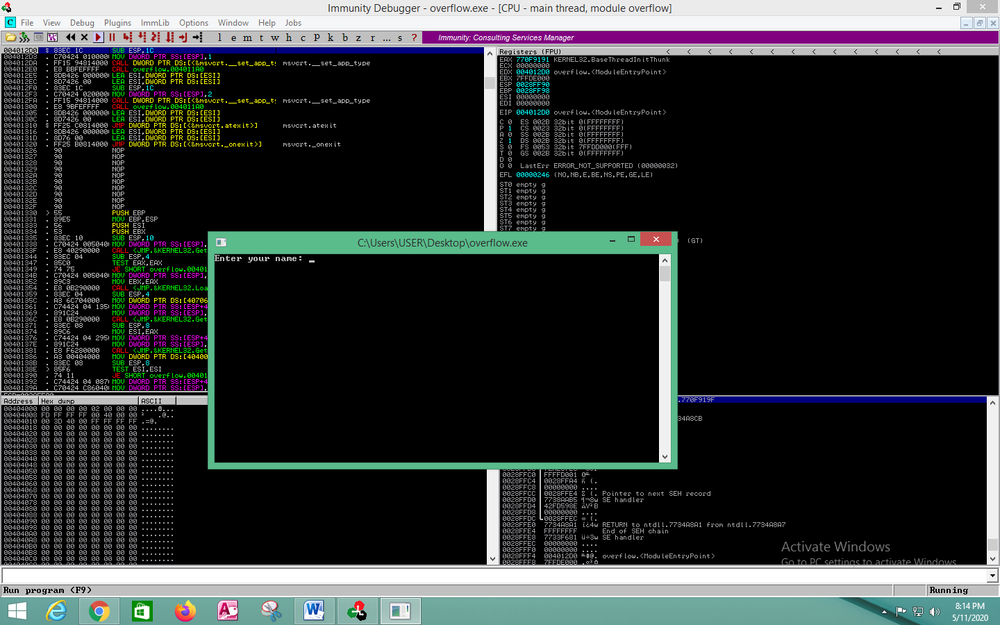 Immunity Debugger - overflow.exe - [CPU - main thread, module overflow]
File View Debug Plugins ImmLib Options Window Help Jobs
l e m t w h c P k b z r ... s ? Immunity: Consulting Services Manager
004012D0 $ 83EC 1C SUB ESP,1C
004012D3 . C70424 010000 MOV DWORD PTR SS:[ESP],1
004012DA . FF15 94814000 CALL DWORD PTR DS:[<&msvcrt.__set_app_ty msvcrt.__set_app_type
004012E0 . E8 BBFEFFFF CALL overflow.004011A0
004012E5 . 8DB426 000000 LEA ESI,DWORD PTR DS:[ESI]
004012EC . 8D7426 00 LEA ESI,DWORD PTR DS:[ESI]
004012F0 . 83EC 1C SUB ESP,1C
004012F3 . C70424 020000 MOV DWORD PTR SS:[ESP],2
004012FA . FF15 94814000 CALL DWORD PTR DS:[<&msvcrt.__set_app_ty msvcrt.__set_app_type
00401300 . E8 9BFEFFFF CALL overflow.004011A0
00401305 . 8DB426 000000 LEA ESI,DWORD PTR DS:[ESI]
0040130C . 8D7426 00 LEA ESI,DWORD PTR DS:[ESI]
00401310 $ FF25 C0814000 JMP DWORD PTR DS:[<&msvcrt.atexit>] msvcrt.atexit
00401316 . 8DB426 000000 LEA ESI,DWORD PTR DS:[ESI]
0040131D . 8D76 00 LEA ESI,DWORD PTR DS:[ESI]
00401320 . FF25 B0814000 JMP DWORD PTR DS:[<&msvcrt._onexit>] msvcrt._onexit
00401326 90 NOP
00401327 90 NOP
00401328 90 NOP
00401329 90 NOP
0040132A 90 NOP
0040132B 90 NOP
0040132C 90 NOP
0040132D 90 NOP
0040132E 90 NOP
0040132F 90 NOP
00401330 > 55 PUSH EBP
00401331 . 89E5 MOV EBP,ESP
00401333 . 56 PUSH ESI
00401334 . 53 PUSH EBX
00401335 . 83EC 10 SUB ESP,10
00401338 . C70424 005040 MOV DWORD PTR SS:[ESP],
0040133F . E8 40290000 CALL <JMP.&KERNEL32.Get
00401344 . 83EC 04 SUB ESP,4
00401347 . 85C0 TEST EAX,EAX
00401349 . 74 75 JE SHORT overflow.00401
0040134B . C70424 005040 MOV DWORD PTR SS:[ESP],
00401352 . 89C3 MOV EBX,EAX
00401354 . E8 0B290000 CALL <JMP.&KERNEL32.Loa
00401359 . 83EC 04 SUB ESP,4
0040135C . A3 6C704000 MOV DWORD PTR DS:[40706
00401361 . C74424 04 135 MOV DWORD PTR SS:[ESP+4
00401369 . 891C24 MOV DWORD PTR SS:[ESP],
0040136C . E8 0B290000 CALL <JMP.&KERNEL32.Get
00401371 . 83EC 08 SUB ESP,8
00401374 . 89C6 MOV ESI,EAX
00401376 . C74424 04 295 MOV DWORD PTR SS:[ESP+4
0040137E . 891C24 MOV DWORD PTR SS:[ESP],
00401381 . E8 F6280000 CALL <JMP.&KERNEL32.Get
00401386 . A3 00404000 MOV DWORD PTR DS:[40400
0040138B . 83EC 08 SUB ESP,8
0040138E > 85F6 TEST ESI,ESI
00401390 . 74 11 JE SHORT overflow.00401
00401392 . C74424 04 087 MOV DWORD PTR SS:[ESP+4
0040139A . C70424 C86040 MOV DWORD PTR SS:[ESP],
Registers (FPU) < < < < < < < < < < < < < <
EAX 770F9191 KERNEL32.BaseThreadInitThunk
ECX 00000000
EDX 004012D0 overflow.<ModuleEntryPoint>
EBX 7FFDE000
ESP 0028FF90
EBP 0028FF98
ESI 00000000
EDI 00000000
EIP 004012D0 overflow.<ModuleEntryPoint>
C 0 ES 002B 32bit 0(FFFFFFFF)
P 1 CS 0023 32bit 0(FFFFFFFF)
A 0 SS 002B 32bit 0(FFFFFFFF)
Z 1 DS 002B 32bit 0(FFFFFFFF)
S 0 FS 0053 32bit 7FFDD000(FFF)
T 0 GS 002B 32bit 0(FFFFFFFF)
D 0
O 0 LastErr ERROR_NOT_SUPPORTED (00000032)
EFL 00000246 (NO,NB,E,BE,NS,PE,GE,LE)
ST0 empty g
ST1 empty g
ST2 empty g
ST3 empty g
ST4 empty g
ST5 empty g
ST6 empty g
ST7 empty g
(GT)
C:\Users\USER\Desktop\overflow.exe
Enter your name: _
Address Hex dump ASCII
00404000 00 00 00 00 02 00 00 00 ....@...
00404008 FD FF FF FF 00 40 00 00 ² .@..
00404010 00 3D 40 00 FF FF FF FF .=@.
00404018 00 00 00 00 00 00 00 00 ........
00404020 00 00 00 00 00 00 00 00 ........
00404028 00 00 00 00 00 00 00 00 ........
00404030 00 00 00 00 00 00 00 00 ........
00404038 00 00 00 00 00 00 00 00 ........
00404040 00 00 00 00 00 00 00 00 ........
00404048 00 00 00 00 00 00 00 00 ........
00404050 00 00 00 00 00 00 00 00 ........
00404058 00 00 00 00 00 00 00 00 ........
00404060 00 00 00 00 00 00 00 00 ........
00404068 00 00 00 00 00 00 00 00 ........
00404070 00 00 00 00 00 00 00 00 ........
00404078 00 00 00 00 00 00 00 00 ........
00404080 00 00 00 00 00 00 00 00 ........
00404088 00 00 00 00 00 00 00 00 ........
00404090 00 00 00 00 00 00 00 00 ........
00404098 00 00 00 00 00 00 00 00 ........
004040A0 00 00 00 00 00 00 00 00 ........
004040A8 00 00 00 00 00 00 00 00 ........
004040B0 00 00 00 00 00 00 00 00 ........
004040B8 00 00 00 00 00 00 00 00 ........
004040C0 00 00 00 00 00 00 00 00 ........
.770F919F
34A8CB
0028FFC0 FFFFD001
0028FFC4 0028FFA4
0028FFC8 00000000 ....
0028FFCC 0028FFE4 Σ (. Pointer to next SEH record
0028FFD0 7738AAB5 SE handler
0028FFD4 42FD598E
0028FFD8 00000000 ....
0028FFDC 0028FFEC ∞ (.
0028FFE0 7734A8A1 í¿4w RETURN to ntdll.7734A8A1 from ntdll.7734A8A7
0028FFE4 FFFFFFFF End of SEH chain
0028FFE8 7733F681 ü÷3w SE handler
0028FFEC 00000000 ....
0028FFF0 00000000 ....
0028FFF4 004012D0 overflow.<ModuleEntryPoint>
0028FFF8 7FFDE000
Activate Windows
Go to PC settings to activate Windows.
Run program (F9) Running
8:14 PM
5/11/2020